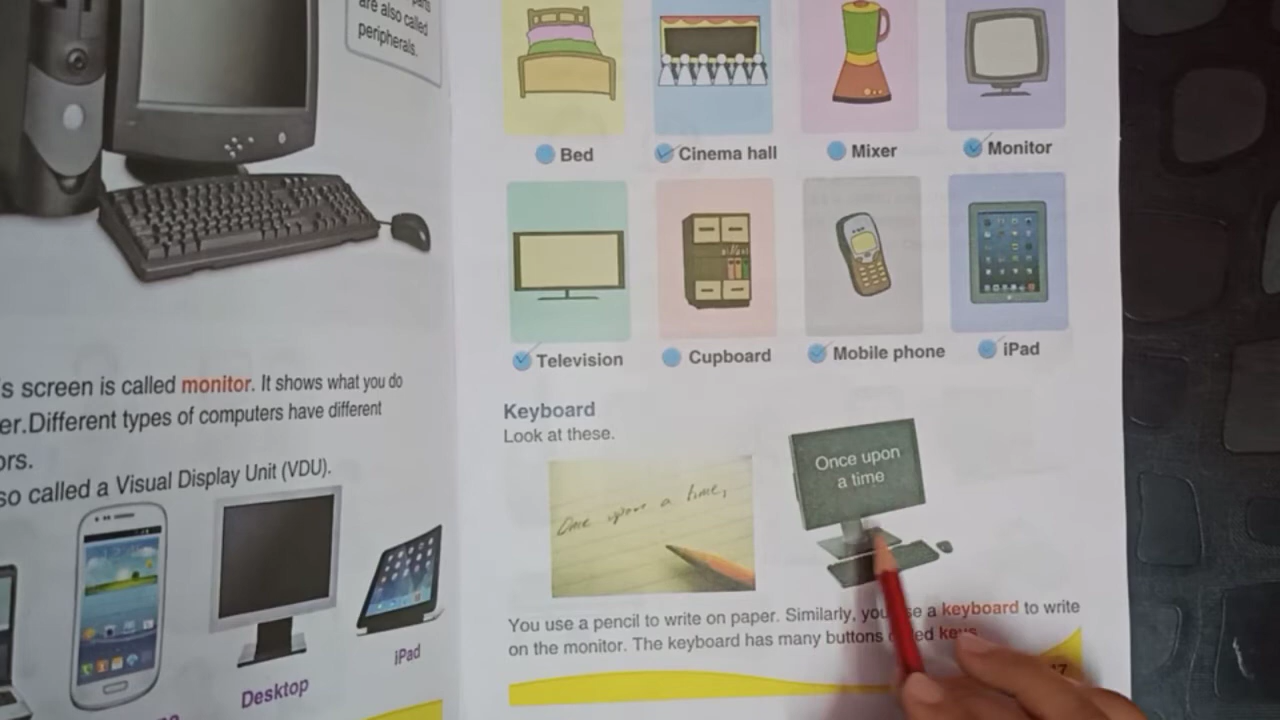 parts
are also called
peripherals.
s screen is called monitor. It shows what you do
er.Different types of computers have different
ors.
so called a Visual Display Unit (VDU).
Desktop
iPad
Bed
Cinema hall
Mixer
Monitor
Television
Cupboard
Mobile phone
iPad
Keyboard
Look at these.
Once upon a time,
Once upon
a time
You use a pencil to write on paper. Similarly, you use a keyboard to write
on the monitor. The keyboard has many buttons called keys.
17